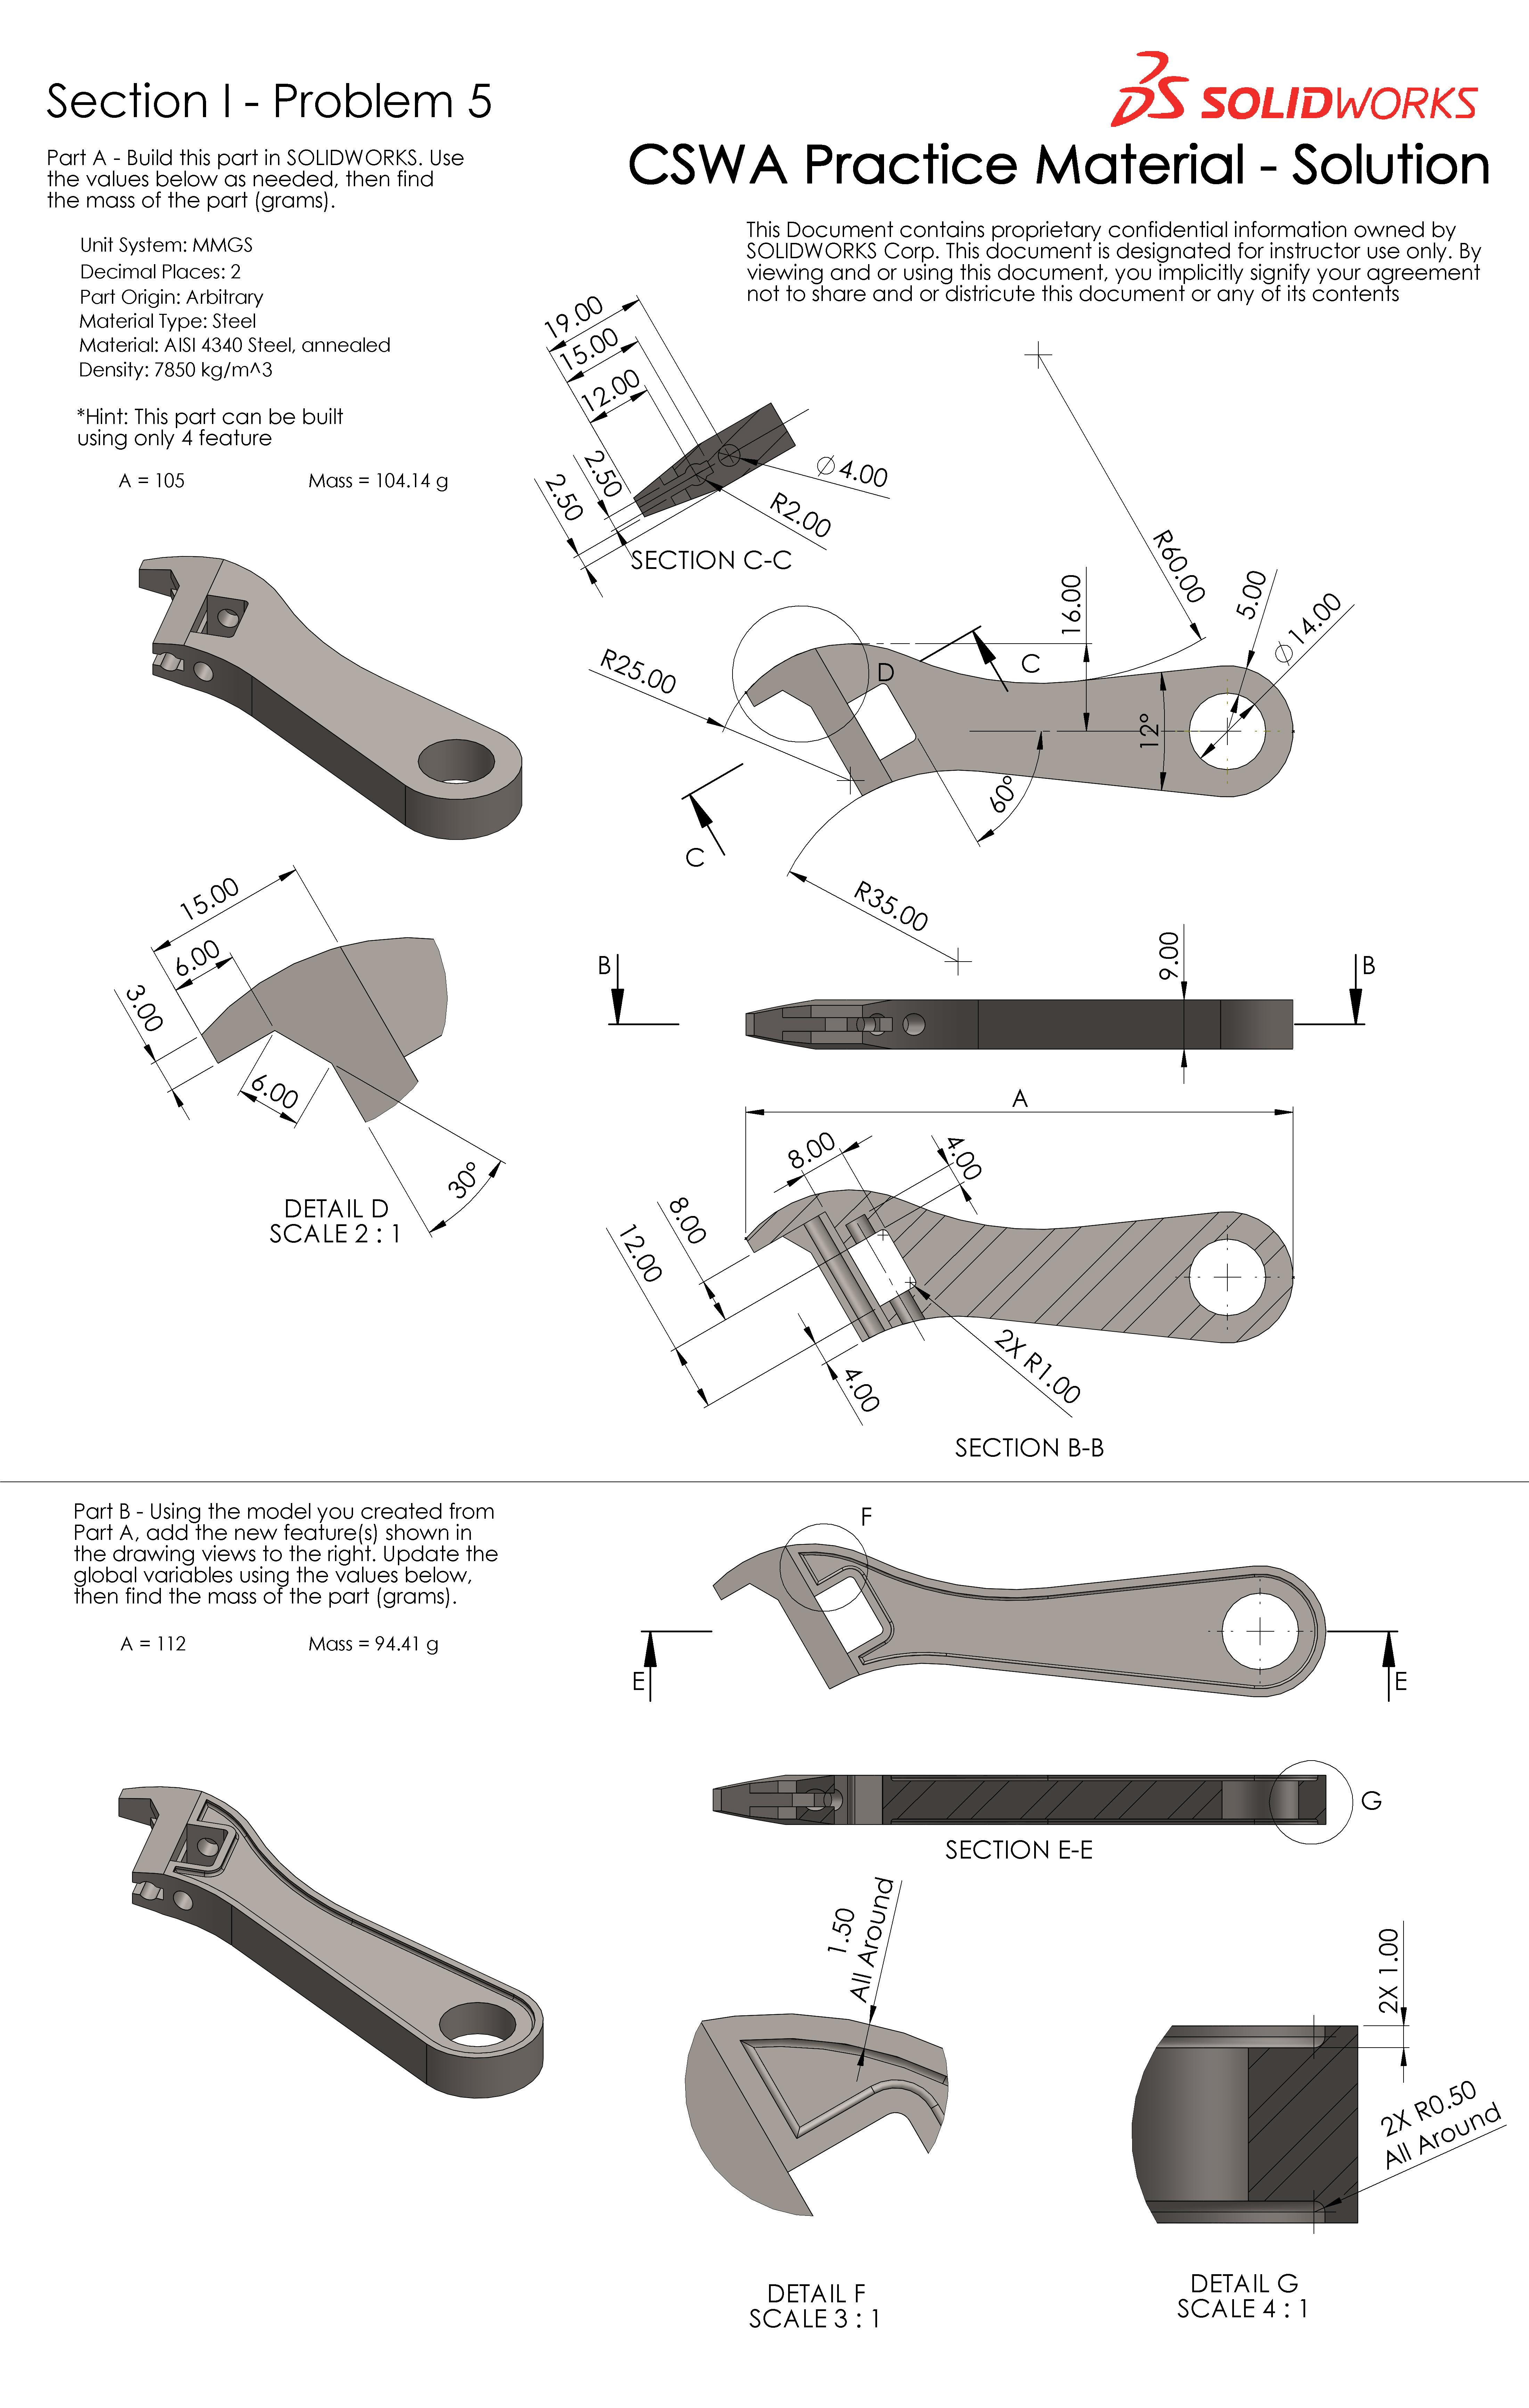 Section I - Problem 5
SOLIDWORKS
CSWA Practice Material - Solution
Part A - Build this part in SOLIDWORKS. Use
the values below as needed, then find
the mass of the part (grams).
This Document contains proprietary confidential information owned by
SOLIDWORKS Corp. This document is designated for instructor use only. By
viewing and or using this document, you implicitly signify your agreement
not to share and or districute this document or any of its contents
Unit System: MMGS
Decimal Places: 2
Part Origin: Arbitrary
Material Type: Steel
Material: AISI 4340 Steel, annealed
Density: 7850 kg/m^3
*Hint: This part can be built
using only 4 feature
A = 105
Mass = 104.14 g
19.00
15.00
12.00
2.50
2.50
∅ 4.00
R2.00
SECTION C-C
R60.00
16.00
5.00
∅ 14.00
R25.00
D
C
12°
60°
C
R35.00
15.00
6.00
3.00
6.00
30°
DETAIL D
SCALE 2 : 1
B
9.00
B
A
8.00
4.00
8.00
12.00
4.00
2X R1.00
SECTION B-B
Part B - Using the model you created from
Part A, add the new feature(s) shown in
the drawing views to the right. Update the
global variables using the values below,
then find the mass of the part (grams).
A = 112
Mass = 94.41 g
F
E
E
G
SECTION E-E
1.50
All Around
2X 1.00
2X R0.50
All Around
DETAIL F
SCALE 3 : 1
DETAIL G
SCALE 4 : 1